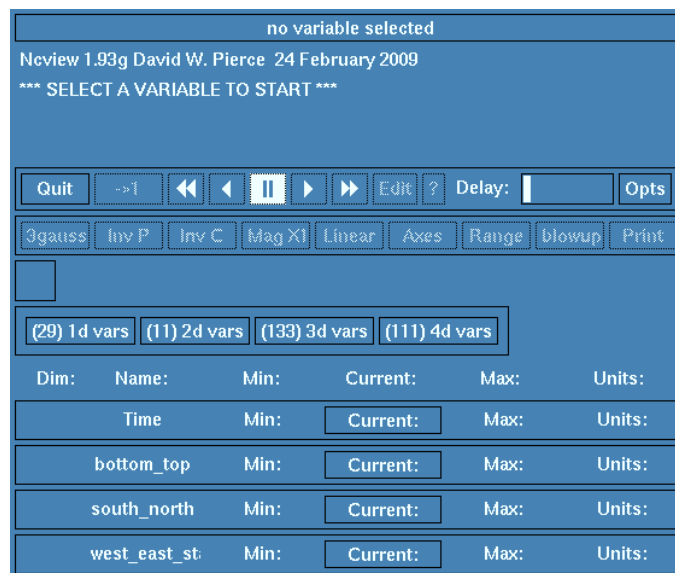 no variable selected
Ncview 1.93g David W. Pierce 24 February 2009
*** SELECT A VARIABLE TO START ***
Quit ->1 Edit ? Delay: Opts
3gauss Inv P Inv C Mag X1 Linear Axes Range blowup Print
(29) 1d vars (11) 2d vars (133) 3d vars (111) 4d vars
Dim: Name: Min: Current: Max: Units:
Time Min: Current: Max: Units:
bottom_top Min: Current: Max: Units:
south_north Min: Current: Max: Units:
west_east_sta Min: Current: Max: Units: